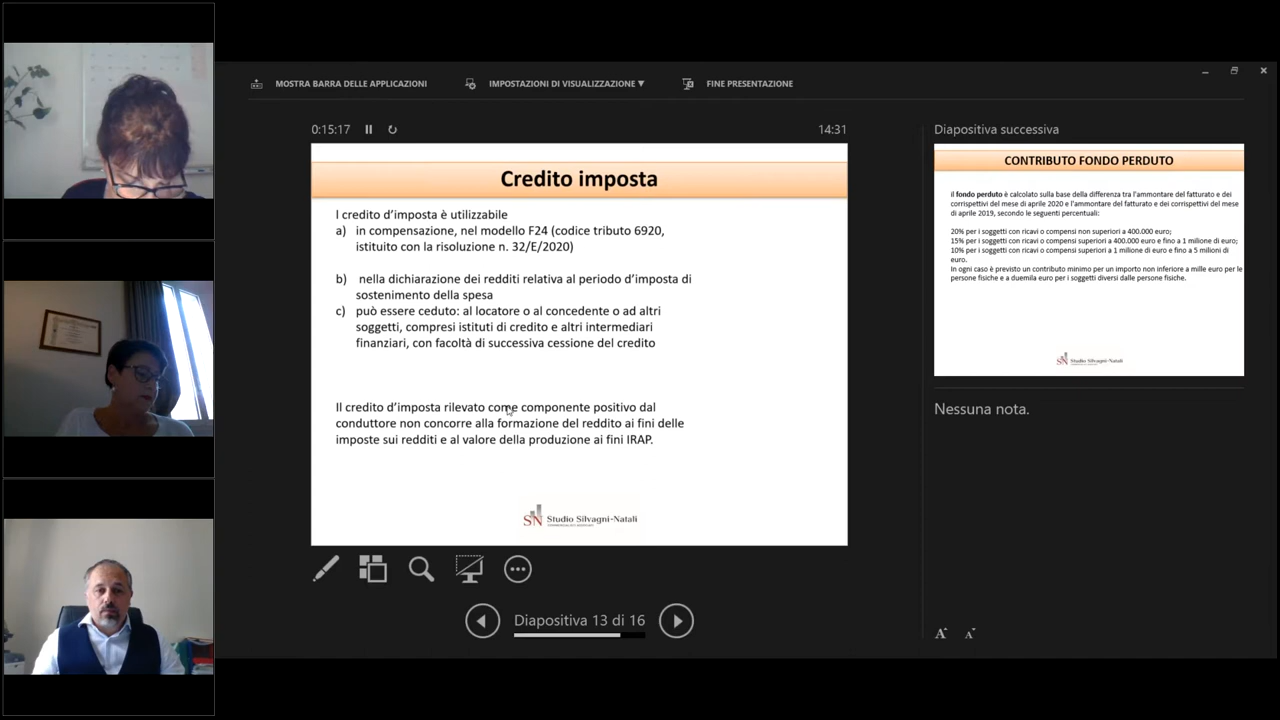 MOSTRA BARRA DELLE APPLICAZIONI
IMPOSTAZIONI DI VISUALIZZAZIONE ▼
FINE PRESENTAZIONE
0:15:17
14:31
Credito imposta
l credito d'imposta è utilizzabile
a) in compensazione, nel modello F24 (codice tributo 6920,
istituito con la risoluzione n. 32/E/2020)
b) nella dichiarazione dei redditi relativa al periodo d'imposta di
sostenimento della spesa
c) può essere ceduto: al locatore o al concedente o ad altri
soggetti, compresi istituti di credito e altri intermediari
finanziari, con facoltà di successiva cessione del credito
Il credito d'imposta rilevato come componente positivo dal
conduttore non concorre alla formazione del reddito ai fini delle
imposte sui redditi e al valore della produzione ai fini IRAP.
SN Studio Silvagni-Natali
Diapositiva 13 di 16
Diapositiva successiva
CONTRIBUTO FONDO PERDUTO
il fondo perduto è calcolato sulla base della differenza tra l'ammontare del fatturato e dei
corrispettivi del mese di aprile 2020 e l'ammontare del fatturato e dei corrispettivi del mese
di aprile 2019, secondo le seguenti percentuali:
20% per i soggetti con ricavi o compensi non superiori a 400.000 euro;
15% per i soggetti con ricavi o compensi superiori a 400.000 euro e fino a 1 milione di euro;
10% per i soggetti con ricavi o compensi superiori a 1 milione di euro e fino a 5 milioni di
euro.
In ogni caso è previsto un contributo minimo per un importo non inferiore a mille euro per le
persone fisiche e a duemila euro per i soggetti diversi dalle persone fisiche.
SN Studio Silvagni-Natali
Nessuna nota.
A A